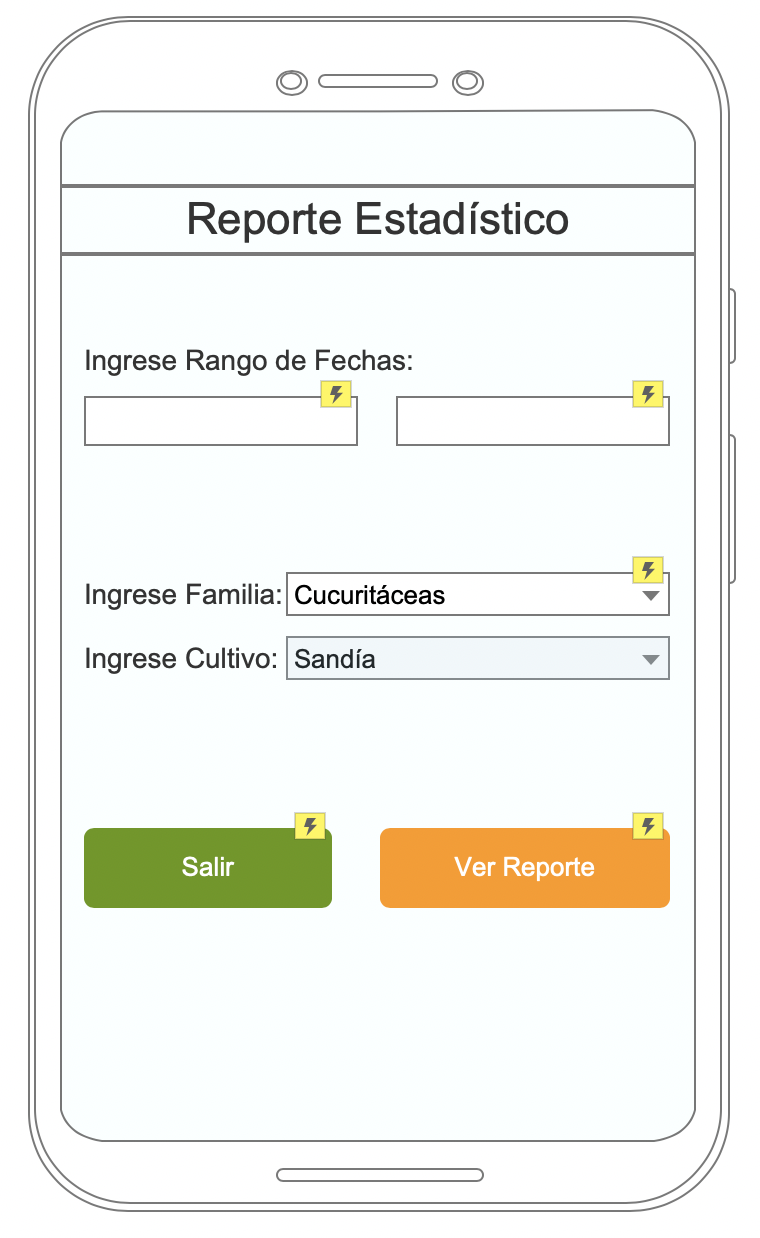 Reporte Estadístico
Ingrese Rango de Fechas:
Ingrese Familia: Cucuritáceas
Ingrese Cultivo: Sandía
Salir Ver Reporte